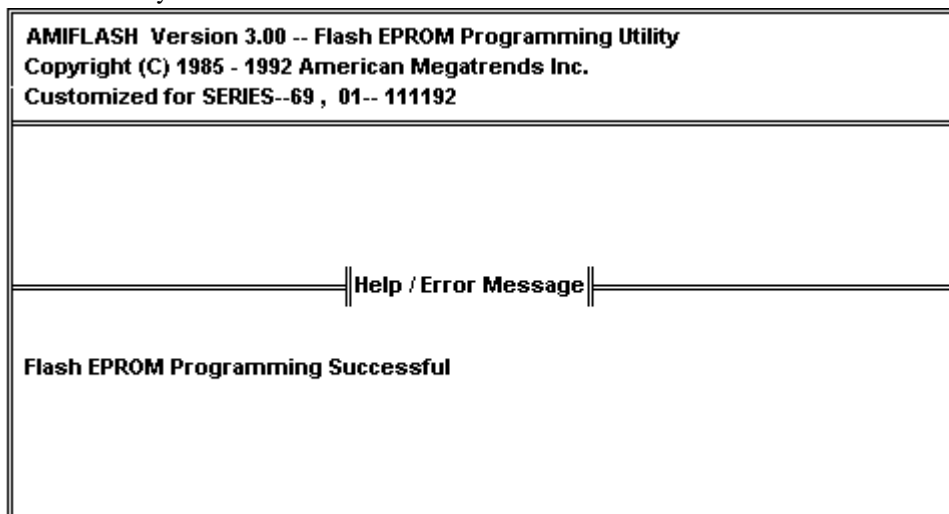 AMIFLASH Version 3.00 -- Flash EPROM Programming Utility
Copyright (C) 1985 - 1992 American Megatrends Inc.
Customized for SERIES--69 , 01-- 111192
Help / Error Message
Flash EPROM Programming Successful